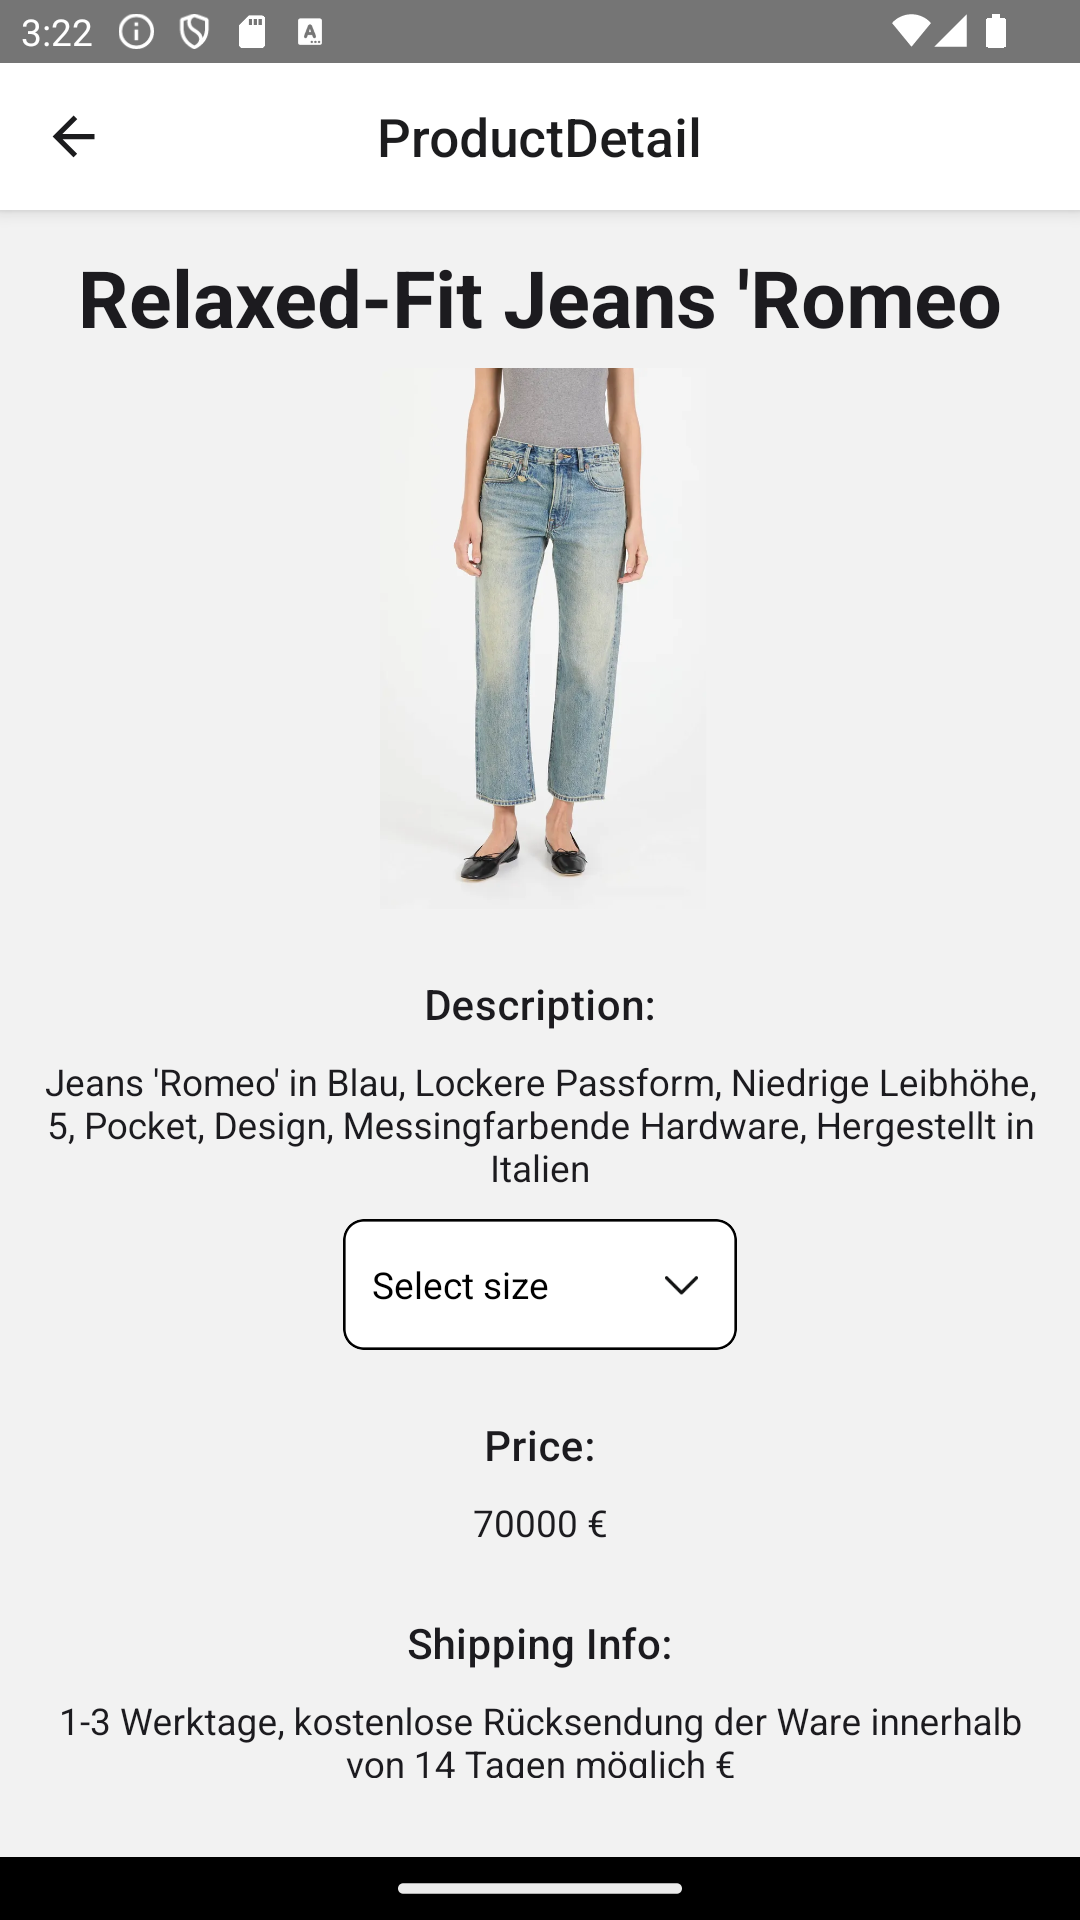 3:22
ProductDetail
Relaxed-Fit Jeans 'Romeo
Description:
Jeans 'Romeo' in Blau, Lockere Passform, Niedrige Leibhöhe,
5, Pocket, Design, Messingfarbende Hardware, Hergestellt in
Italien
Select size
Price:
70000 €
Shipping Info:
1-3 Werktage, kostenlose Rücksendung der Ware innerhalb
von 14 Tagen möglich €